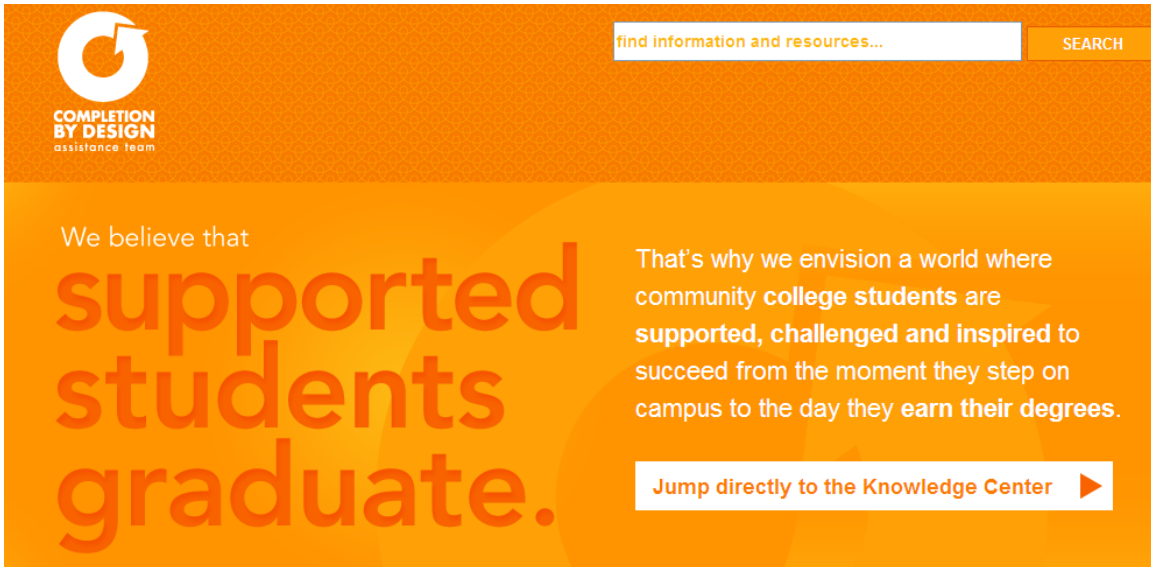 find information and resources...
SEARCH
COMPLETION
BY DESIGN
assistance team
We believe that
supported
students
graduate.
That's why we envision a world where
community college students are
supported, challenged and inspired to
succeed from the moment they step on
campus to the day they earn their degrees.
Jump directly to the Knowledge Center